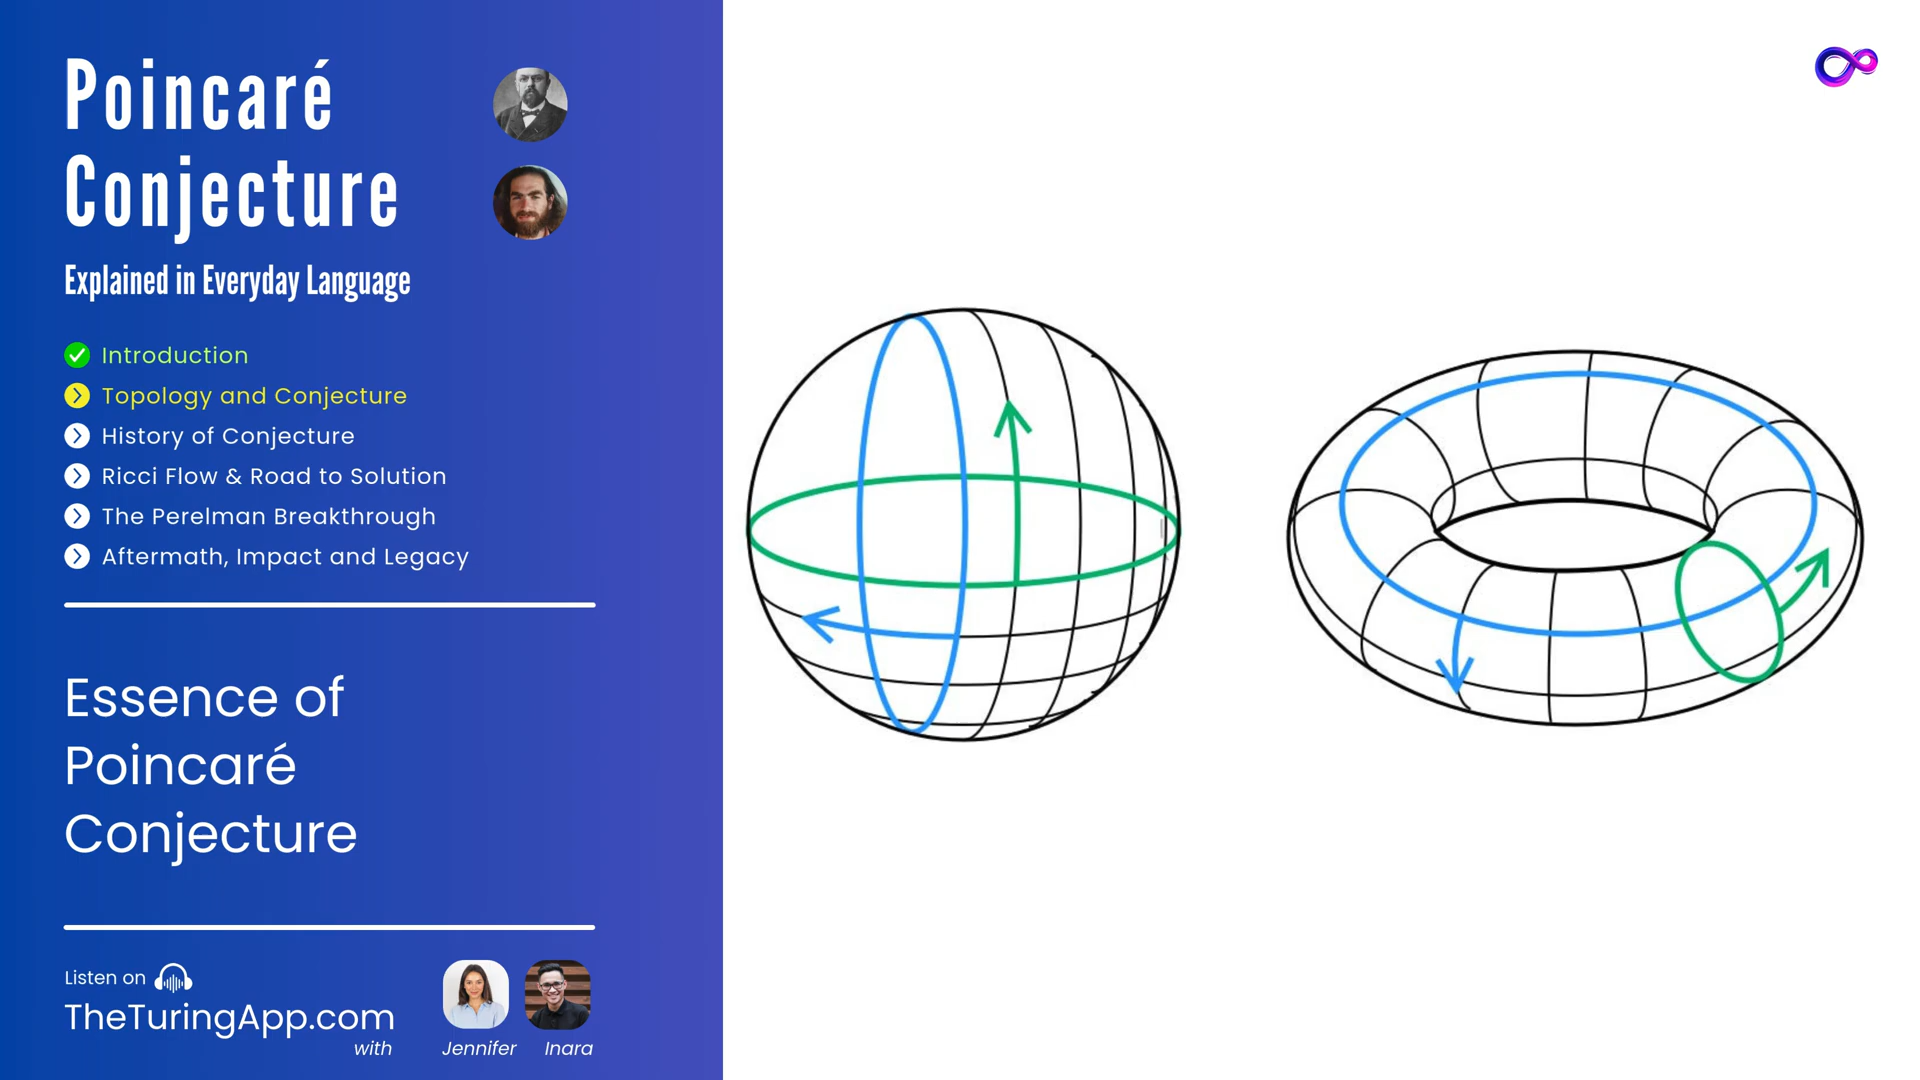 Poincaré
Conjecture
Explained in Everyday Language
Introduction
Topology and Conjecture
History of Conjecture
Ricci Flow & Road to Solution
The Perelman Breakthrough
Aftermath, Impact and Legacy
Essence of
Poincaré
Conjecture
Listen on
TheTuringApp.com
with
Jennifer
Inara